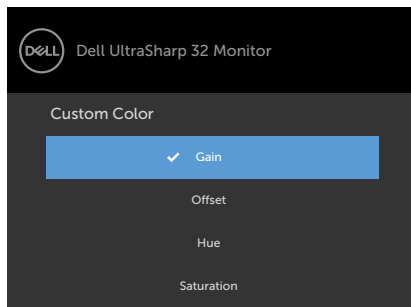 DELL
Dell UltraSharp 32 Monitor
Custom Color
Gain
Offset
Hue
Saturation